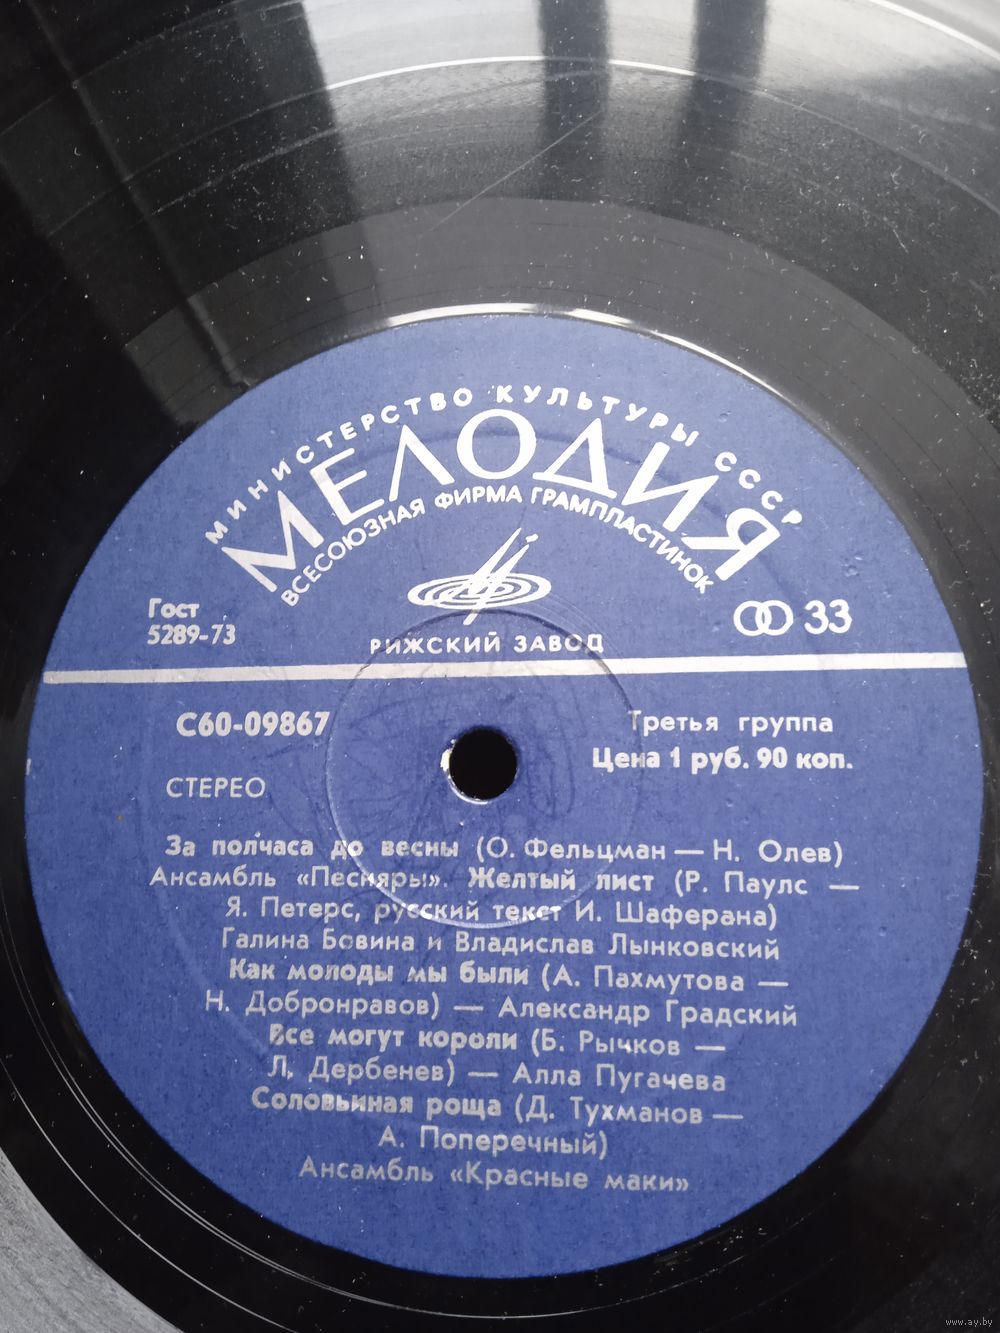 МИНИСТЕРСТВО КУЛЬТУРЫ СССР
МЕЛОДИЯ
ВСЕСОЮЗНАЯ ФИРМА ГРАМПЛАСТИНОК
Гост
5289-73
33
РИЖСКИЙ ЗАВОД
С60-09867
Третья группа
Цена 1 руб. 90 коп.
СТЕРЕО
За полчаса до весны (О. Фельцман — Н. Олев)
Ансамбль «Песняры». Желтый лист (Р. Паулс —
Я. Петерс, русский текст И. Шаферана)
Галина Бовина и Владислав Лынковский
Как молоды мы были (А. Пахмутова —
Н. Добронравов) — Александр Градский
Все могут короли (Б. Рычков —
Л. Дербенев) — Алла Пугачева
Соловьиная роща (Д. Тухманов —
А. Поперечный)
Ансамбль «Красные маки»
www.ay.by